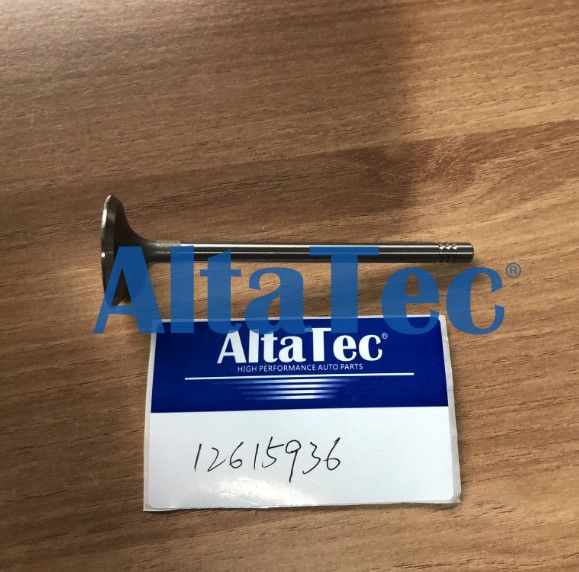 AltaTec®
AltaTec®
HIGH PERFORMANCE AUTO PARTS
12615936